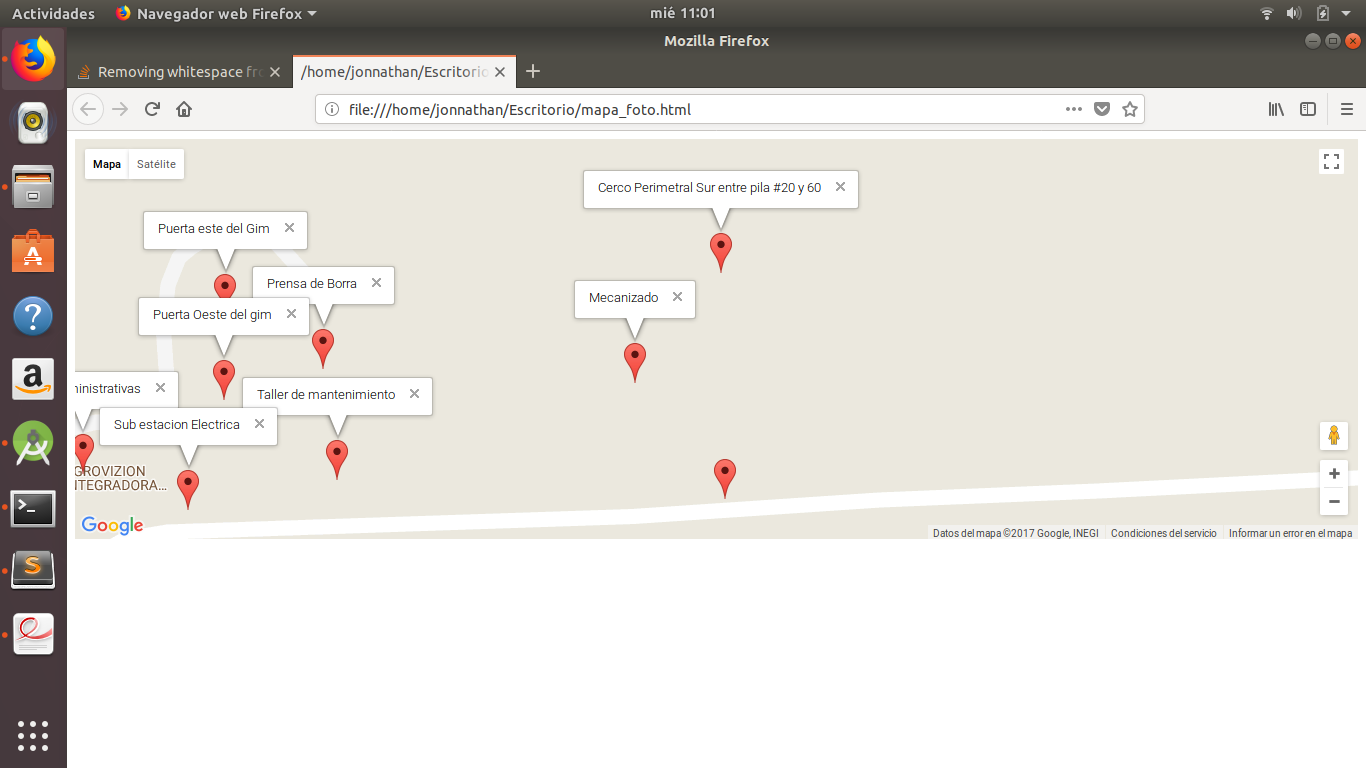 Actividades
Navegador web Firefox
mié 11:01
Mozilla Firefox
Removing whitespace fro
/home/jonnathan/Escritorio
file:///home/jonnathan/Escritorio/mapa_foto.html
Mapa
Satélite
Cerco Perimetral Sur entre pila #20 y 60
Puerta este del Gim
Prensa de Borra
Mecanizado
Puerta Oeste del gim
ministrativas
Taller de mantenimiento
Sub estacion Electrica
GROVIZION
NTEGRADORA...
Google
Datos del mapa ©2017 Google, INEGI
Condiciones del servicio
Informar un error en el mapa